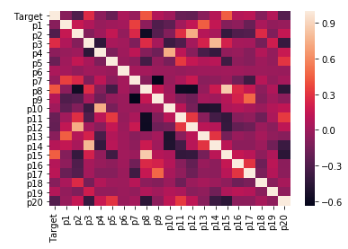 Target
p1
p2
p3
p4
p5
p6
p7
p8
p9
p10
p11
p12
p13
p14
p15
p16
p17
p18
p19
p20
Target
p1
p2
p3
p4
p5
p6
p7
p8
p9
p10
p11
p12
p13
p14
p15
p16
p17
p18
p19
p20
0.9
0.6
0.3
0.0
−0.3
−0.6